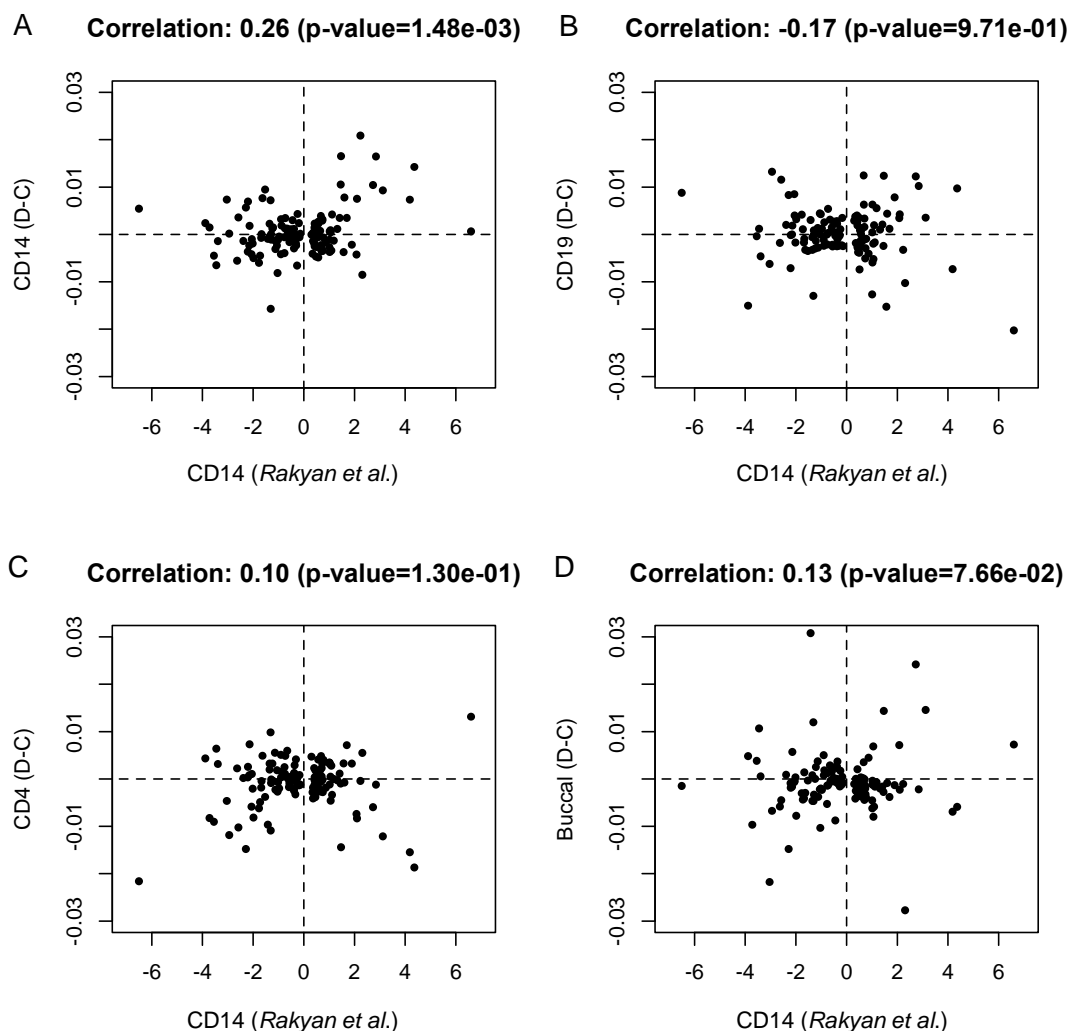 A Correlation: 0.26 (p-value=1.48e-03)
0.03
0.01
-0.01
-0.03
CD14 (D-C)
-6 -4 -2 0 2 4 6
CD14 (Rakyan et al.)
B Correlation: -0.17 (p-value=9.71e-01)
0.03
0.01
-0.01
-0.03
CD19 (D-C)
-6 -4 -2 0 2 4 6
CD14 (Rakyan et al.)
C Correlation: 0.10 (p-value=1.30e-01)
0.03
0.01
-0.01
-0.03
CD4 (D-C)
-6 -4 -2 0 2 4 6
CD14 (Rakyan et al.)
D Correlation: 0.13 (p-value=7.66e-02)
0.03
0.01
-0.01
-0.03
Buccal (D-C)
-6 -4 -2 0 2 4 6
CD14 (Rakyan et al.)